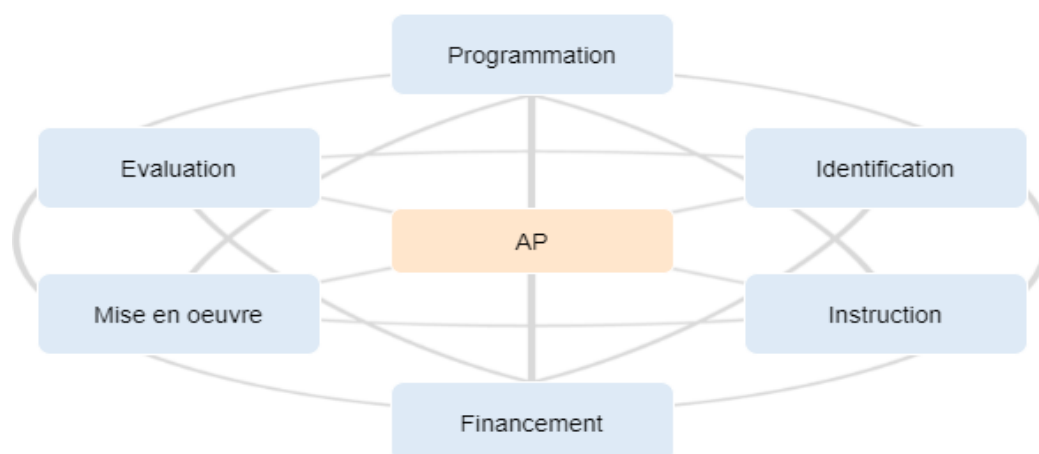 Programmation
Evaluation
Identification
AP
Mise en oeuvre
Instruction
Financement